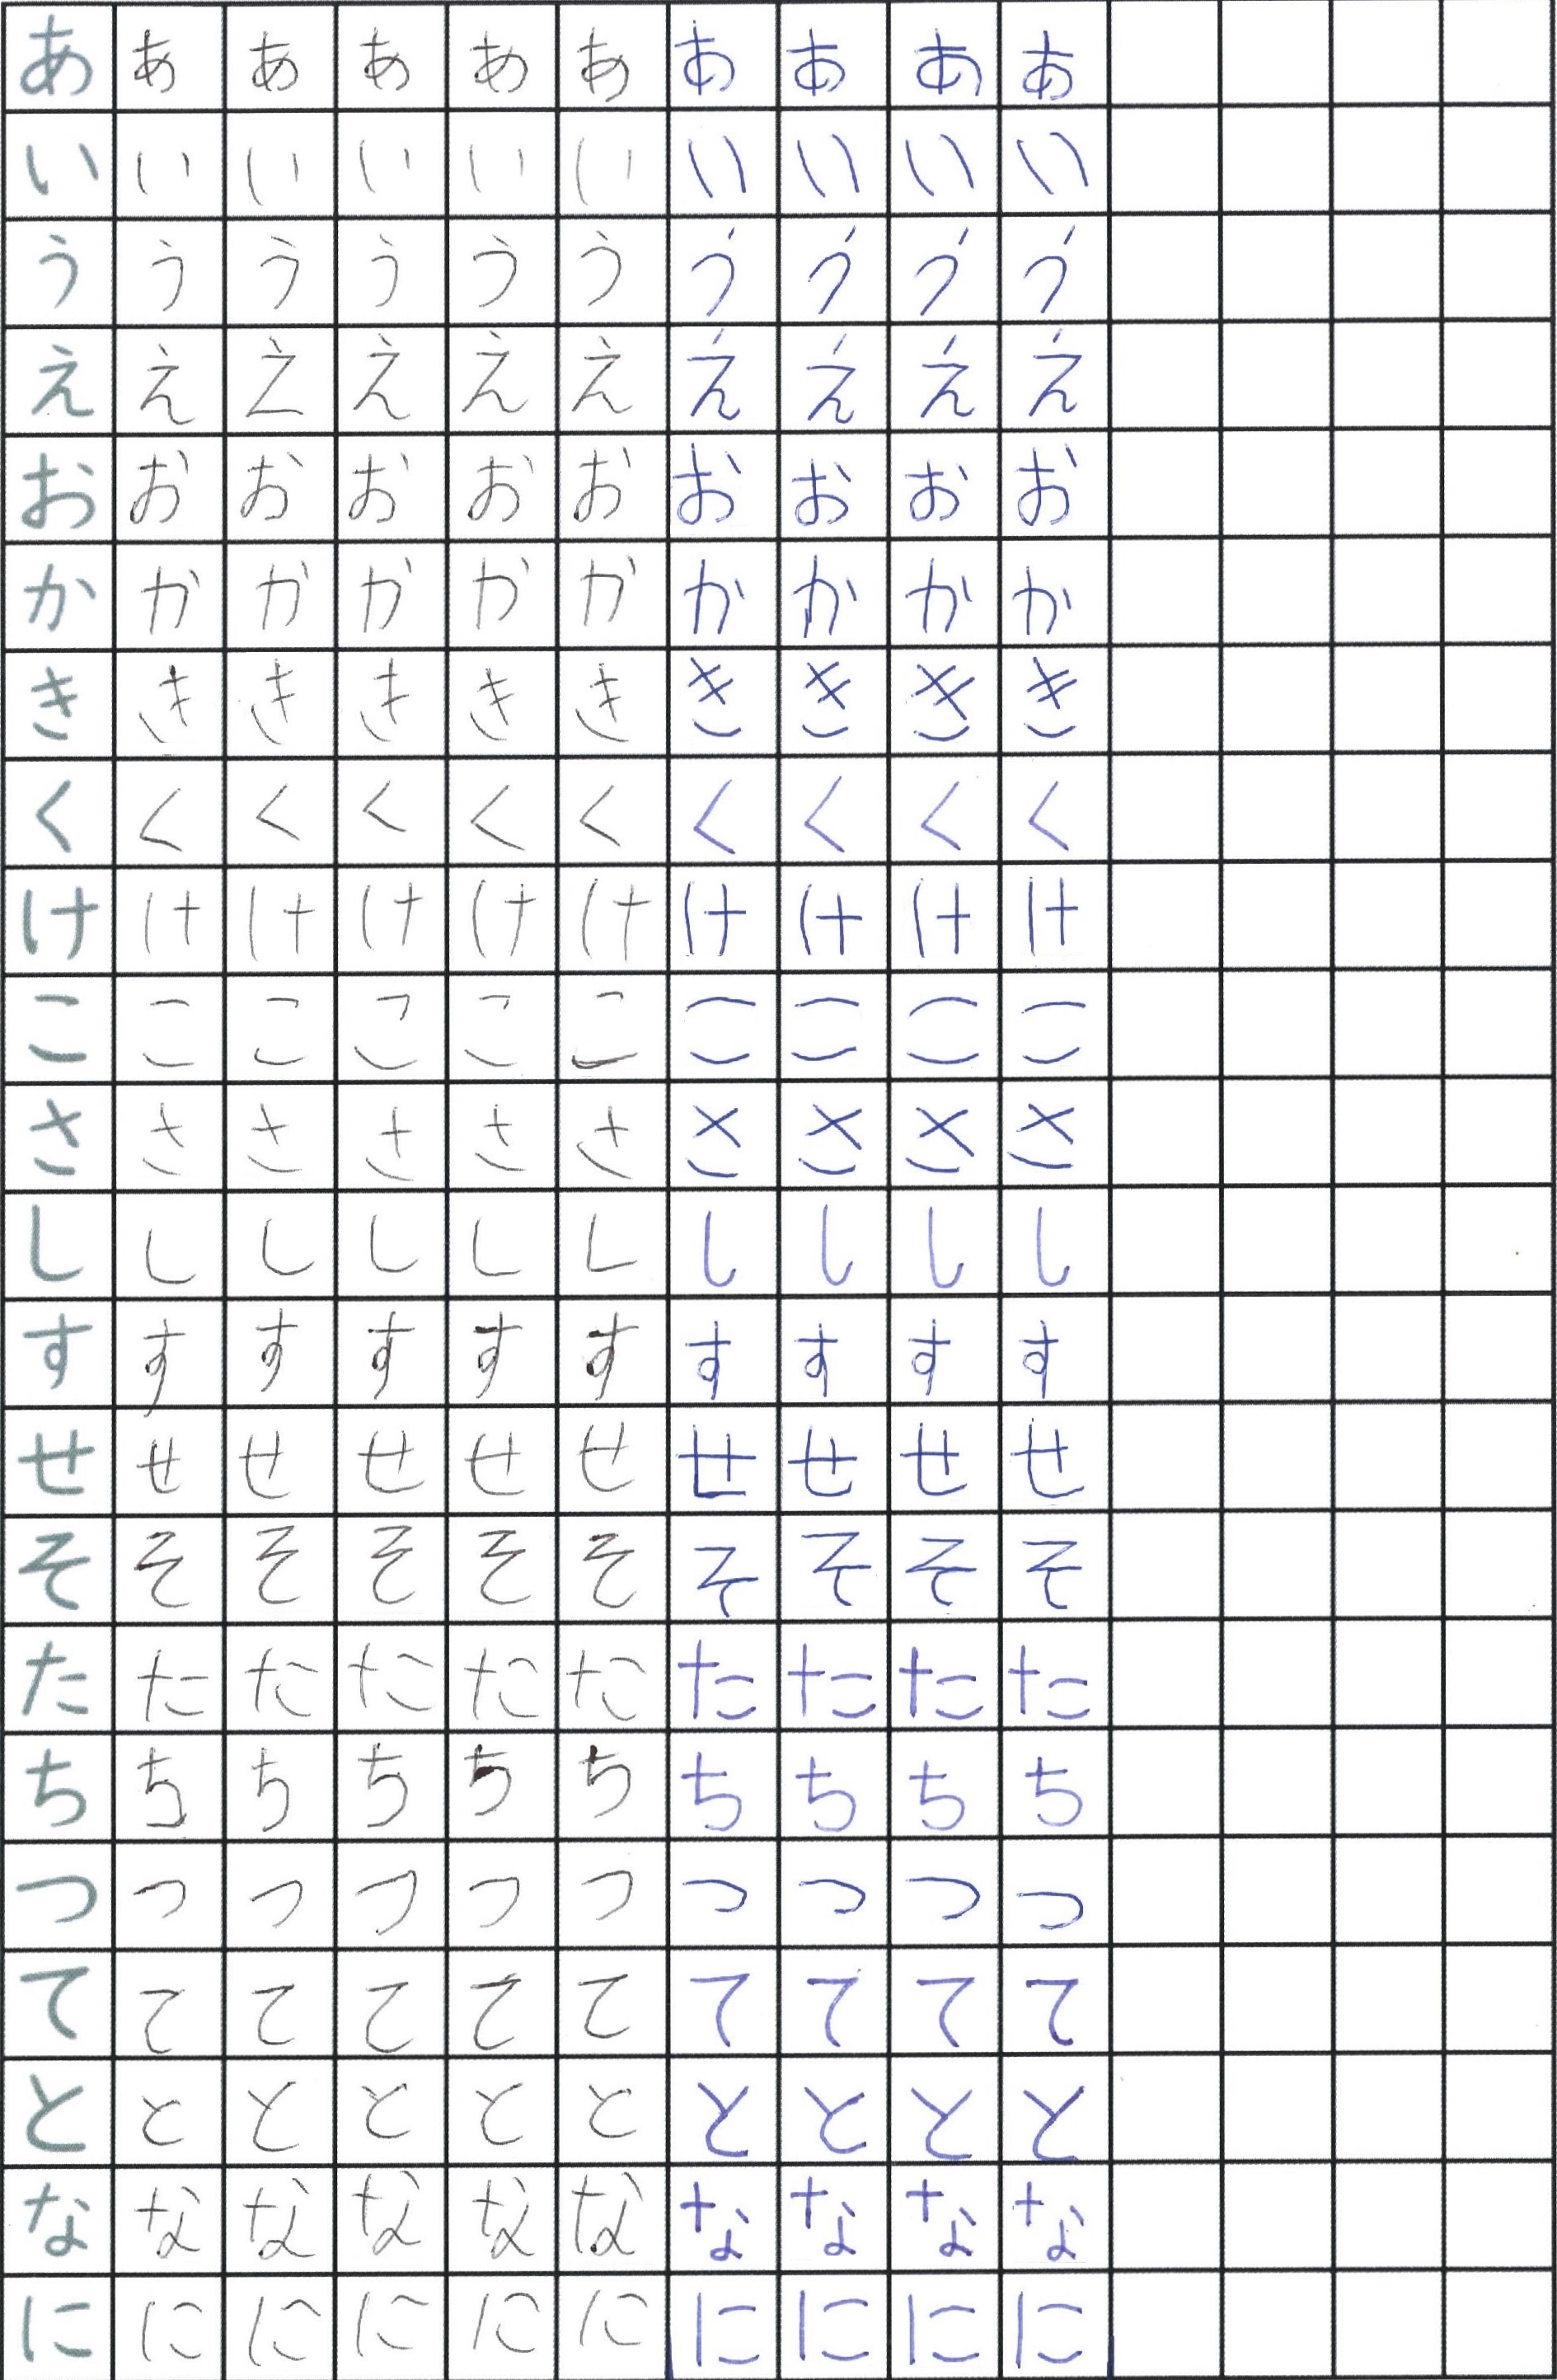 あ あ あ あ あ あ あ あ あ あ
い い い い い い い い い い
う う う う う う う う う う
え え え え え え え え え え
お お お お お お お お お お
か か か か か か か か か か
き き き き き き き き き き
く く く く く く く く く く
け け け け け け け け け け
こ こ こ こ こ こ こ こ こ こ
さ さ さ さ さ さ さ さ さ さ
し し し し し し し し し し
す す す す す す す す す す
せ せ せ せ せ せ せ せ せ せ
そ そ そ そ そ そ そ そ そ そ
た た た た た た た た た た
ち ち ち ち ち ち ち ち ち ち
つ つ つ つ つ つ つ つ つ つ
て て て て て て て て て て
と と と と と と と と と と
な な な な な な な な な な
に に に に に に に に に に